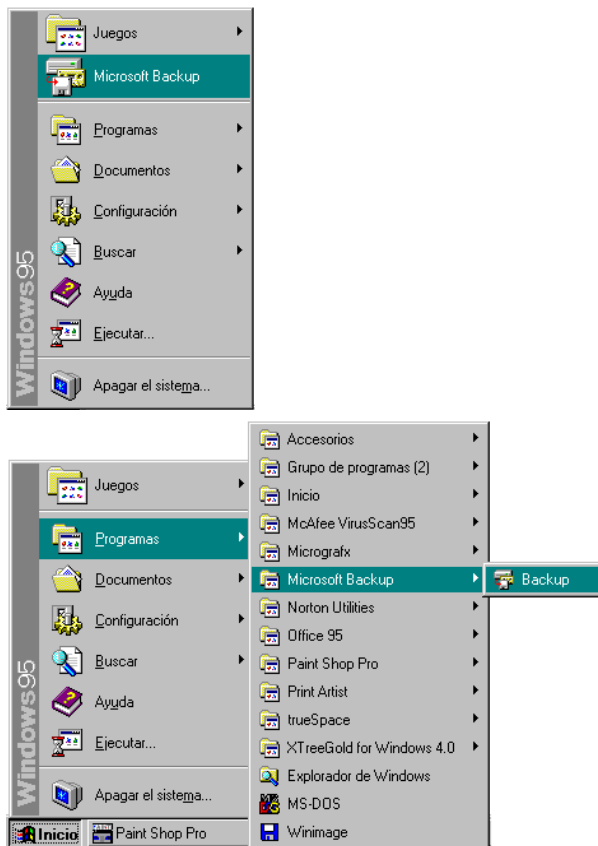 Juegos
Microsoft Backup
Programas
Documentos
Configuración
Buscar
Ayuda
Ejecutar...
Apagar el sistema...
Windows95
Juegos
Programas
Documentos
Configuración
Buscar
Ayuda
Ejecutar...
Apagar el sistema...
Windows95
Inicio
Paint Shop Pro
Accesorios
Grupo de programas (2)
Inicio
McAfee VirusScan95
Micrografx
Microsoft Backup
Norton Utilities
Office 95
Paint Shop Pro
Print Artist
trueSpace
XTreeGold for Windows 4.0
Explorador de Windows
MS-DOS
Winimage
Backup